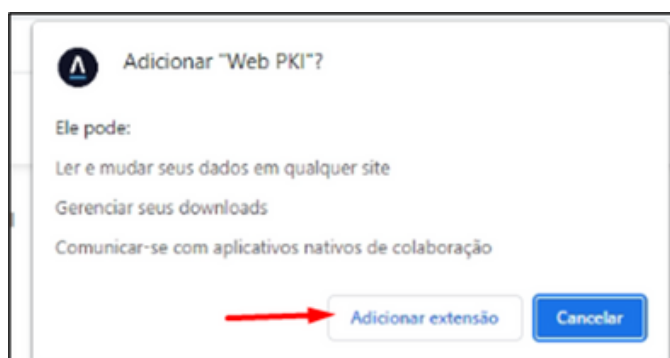 Adicionar "Web PKI"?
Ele pode:
Ler e mudar seus dados em qualquer site
Gerenciar seus downloads
Comunicar-se com aplicativos nativos de colaboração
Adicionar extensão
Cancelar